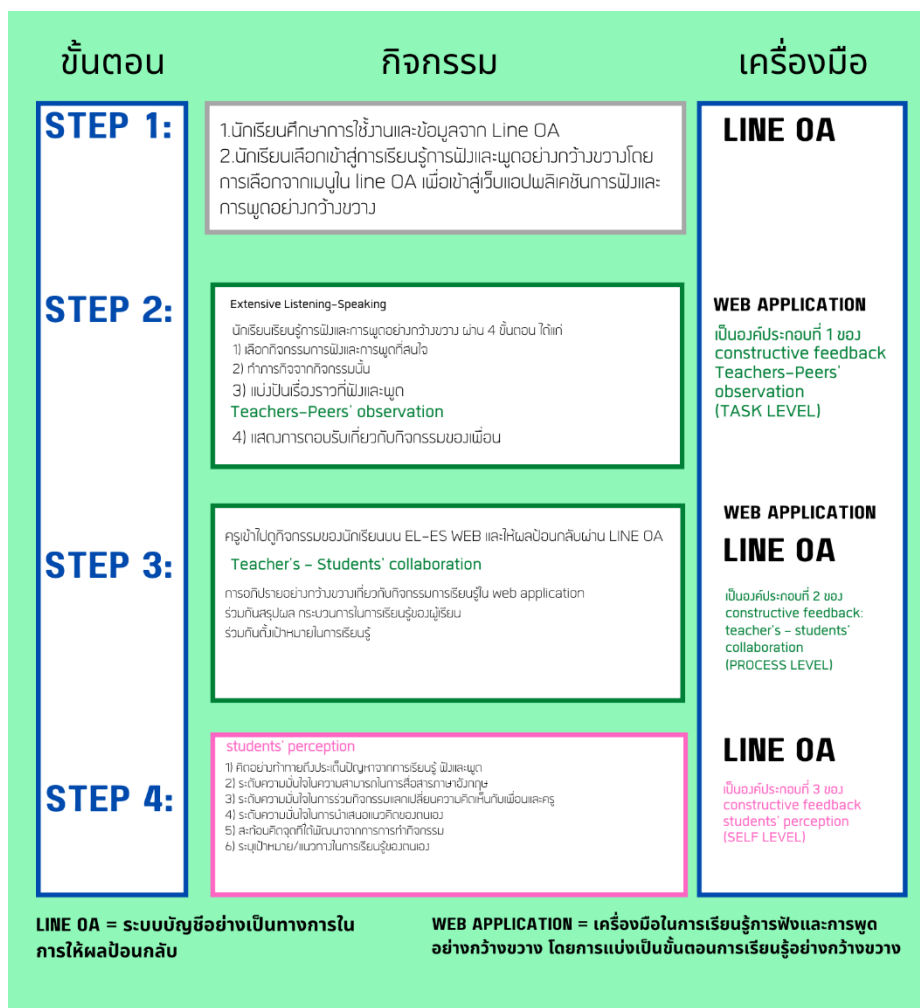 ขั้นตอน
กิจกรรม
เครื่องมือ
STEP 1:
1.นักเรียนศึกษาการใช้งานและข้อมูลจาก Line OA
2.นักเรียนเลือกเข้าสู่การเรียนรู้การฟังและพูดอย่างกว้างขวางโดย
การเลือกจากเมนูใน line OA เพื่อเข้าสู่เว็บแอปพลิเคชันการฟังและ
การพูดอย่างกว้างขวาง
LINE OA
STEP 2:
Extensive Listening-Speaking
นักเรียนเรียนรู้การฟังและการพูดอย่างกว้างขวาง ผ่าน 4 ขั้นตอน ได้แก่
1) เลือกกิจกรรมการฟังและการพูดที่สนใจ
2) ทำภารกิจจากกิจกรรมนั้น
3) แบ่งปันเรื่องราวที่ฟังและพูด
Teachers-Peers' observation
4) แสดงการตอบรับเกี่ยวกับกิจกรรมของเพื่อน
WEB APPLICATION
เป็นองค์ประกอบที่ 1 ของ
constructive feedback
Teachers-Peers'
observation
(TASK LEVEL)
STEP 3:
ครูเข้าไปดูกิจกรรมของนักเรียนบน EL-ES WEB และให้ผลป้อนกลับผ่าน LINE OA
Teacher's - Students' collaboration
การอภิปรายอย่างกว้างขวางเกี่ยวกับกิจกรรมการเรียนรู้ใน web application
ร่วมกันสรุปผล กระบวนการในการเรียนรู้ของผู้เรียน
ร่วมกันตั้งเป้าหมายในการเรียนรู้
WEB APPLICATION
LINE OA
เป็นองค์ประกอบที่ 2 ของ
constructive feedback:
teacher's - students'
collaboration
(PROCESS LEVEL)
STEP 4:
students' perception
1) คิดอย่างท้าทายถึงประเด็นปัญหาจากการเรียนรู้ ฟังและพูด
2) ระดับความมั่นใจในความสามารถในการสื่อสารภาษาอังกฤษ
3) ระดับความมั่นใจในการร่วมกิจกรรมแลกเปลี่ยนความคิดเห็นกับเพื่อนและครู
4) ระดับความมั่นใจในการนำเสนอแนวคิดของตนเอง
5) สะท้อนคิดจุดที่ได้พัฒนาจากการการทำกิจกรรม
6) ระบุเป้าหมาย/แนวทางในการเรียนรู้ของตนเอง
LINE OA
เป็นองค์ประกอบที่ 3 ของ
constructive feedback
students' perception
(SELF LEVEL)
LINE OA = ระบบบัญชีอย่างเป็นทางการใน
การให้ผลป้อนกลับ
WEB APPLICATION = เครื่องมือในการเรียนรู้การฟังและการพูด
อย่างกว้างขวาง โดยการแบ่งเป็นขั้นตอนการเรียนรู้อย่างกว้างขวาง